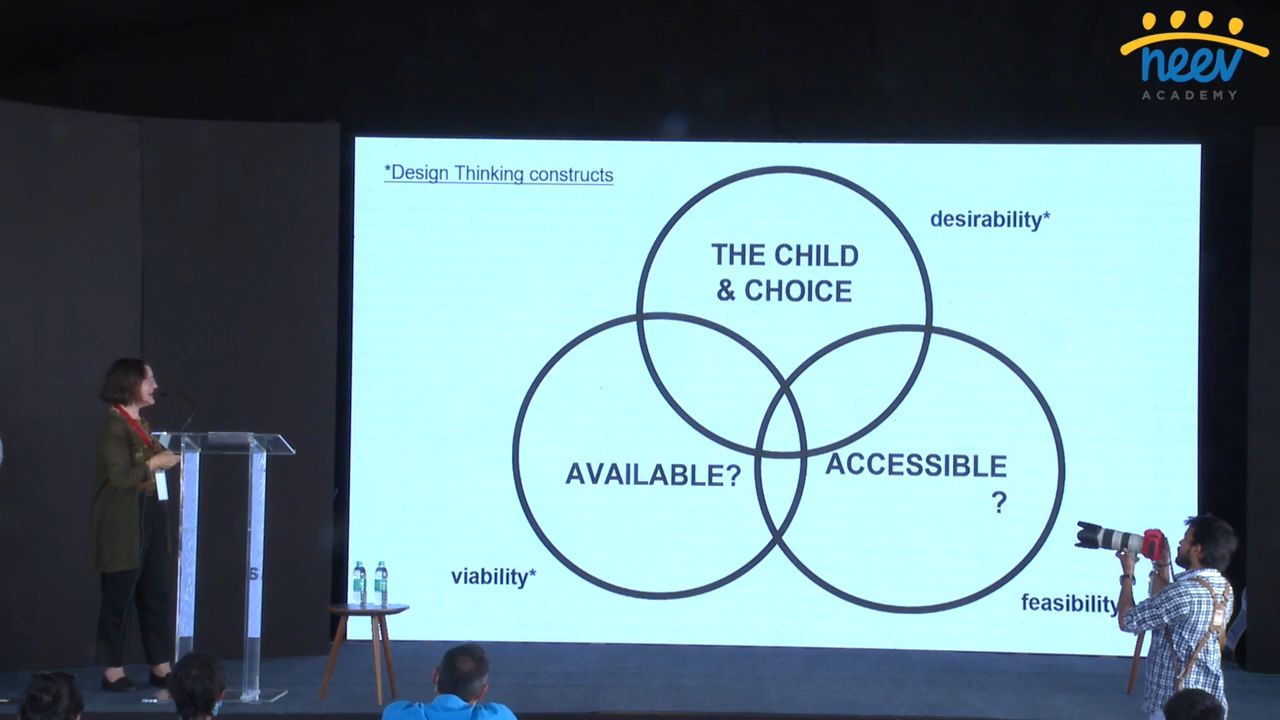 neev
ACADEMY
*Design Thinking constructs
desirability*
THE CHILD
& CHOICE
AVAILABLE?
ACCESSIBLE
?
viability*
feasibility
S